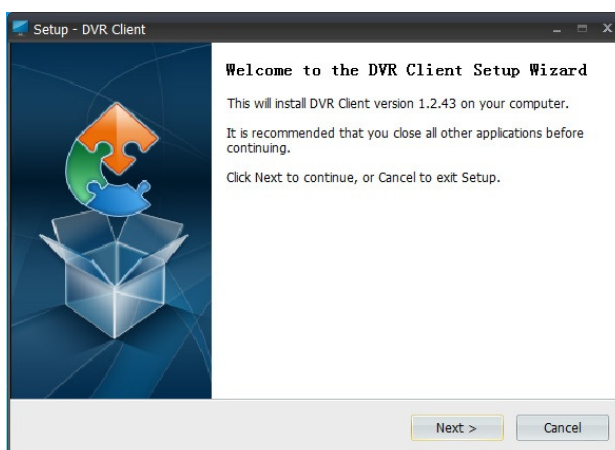 Setup - DVR Client
Welcome to the DVR Client Setup Wizard
This will install DVR Client version 1.2.43 on your computer.
It is recommended that you close all other applications before
continuing.
Click Next to continue, or Cancel to exit Setup.
Next >
Cancel